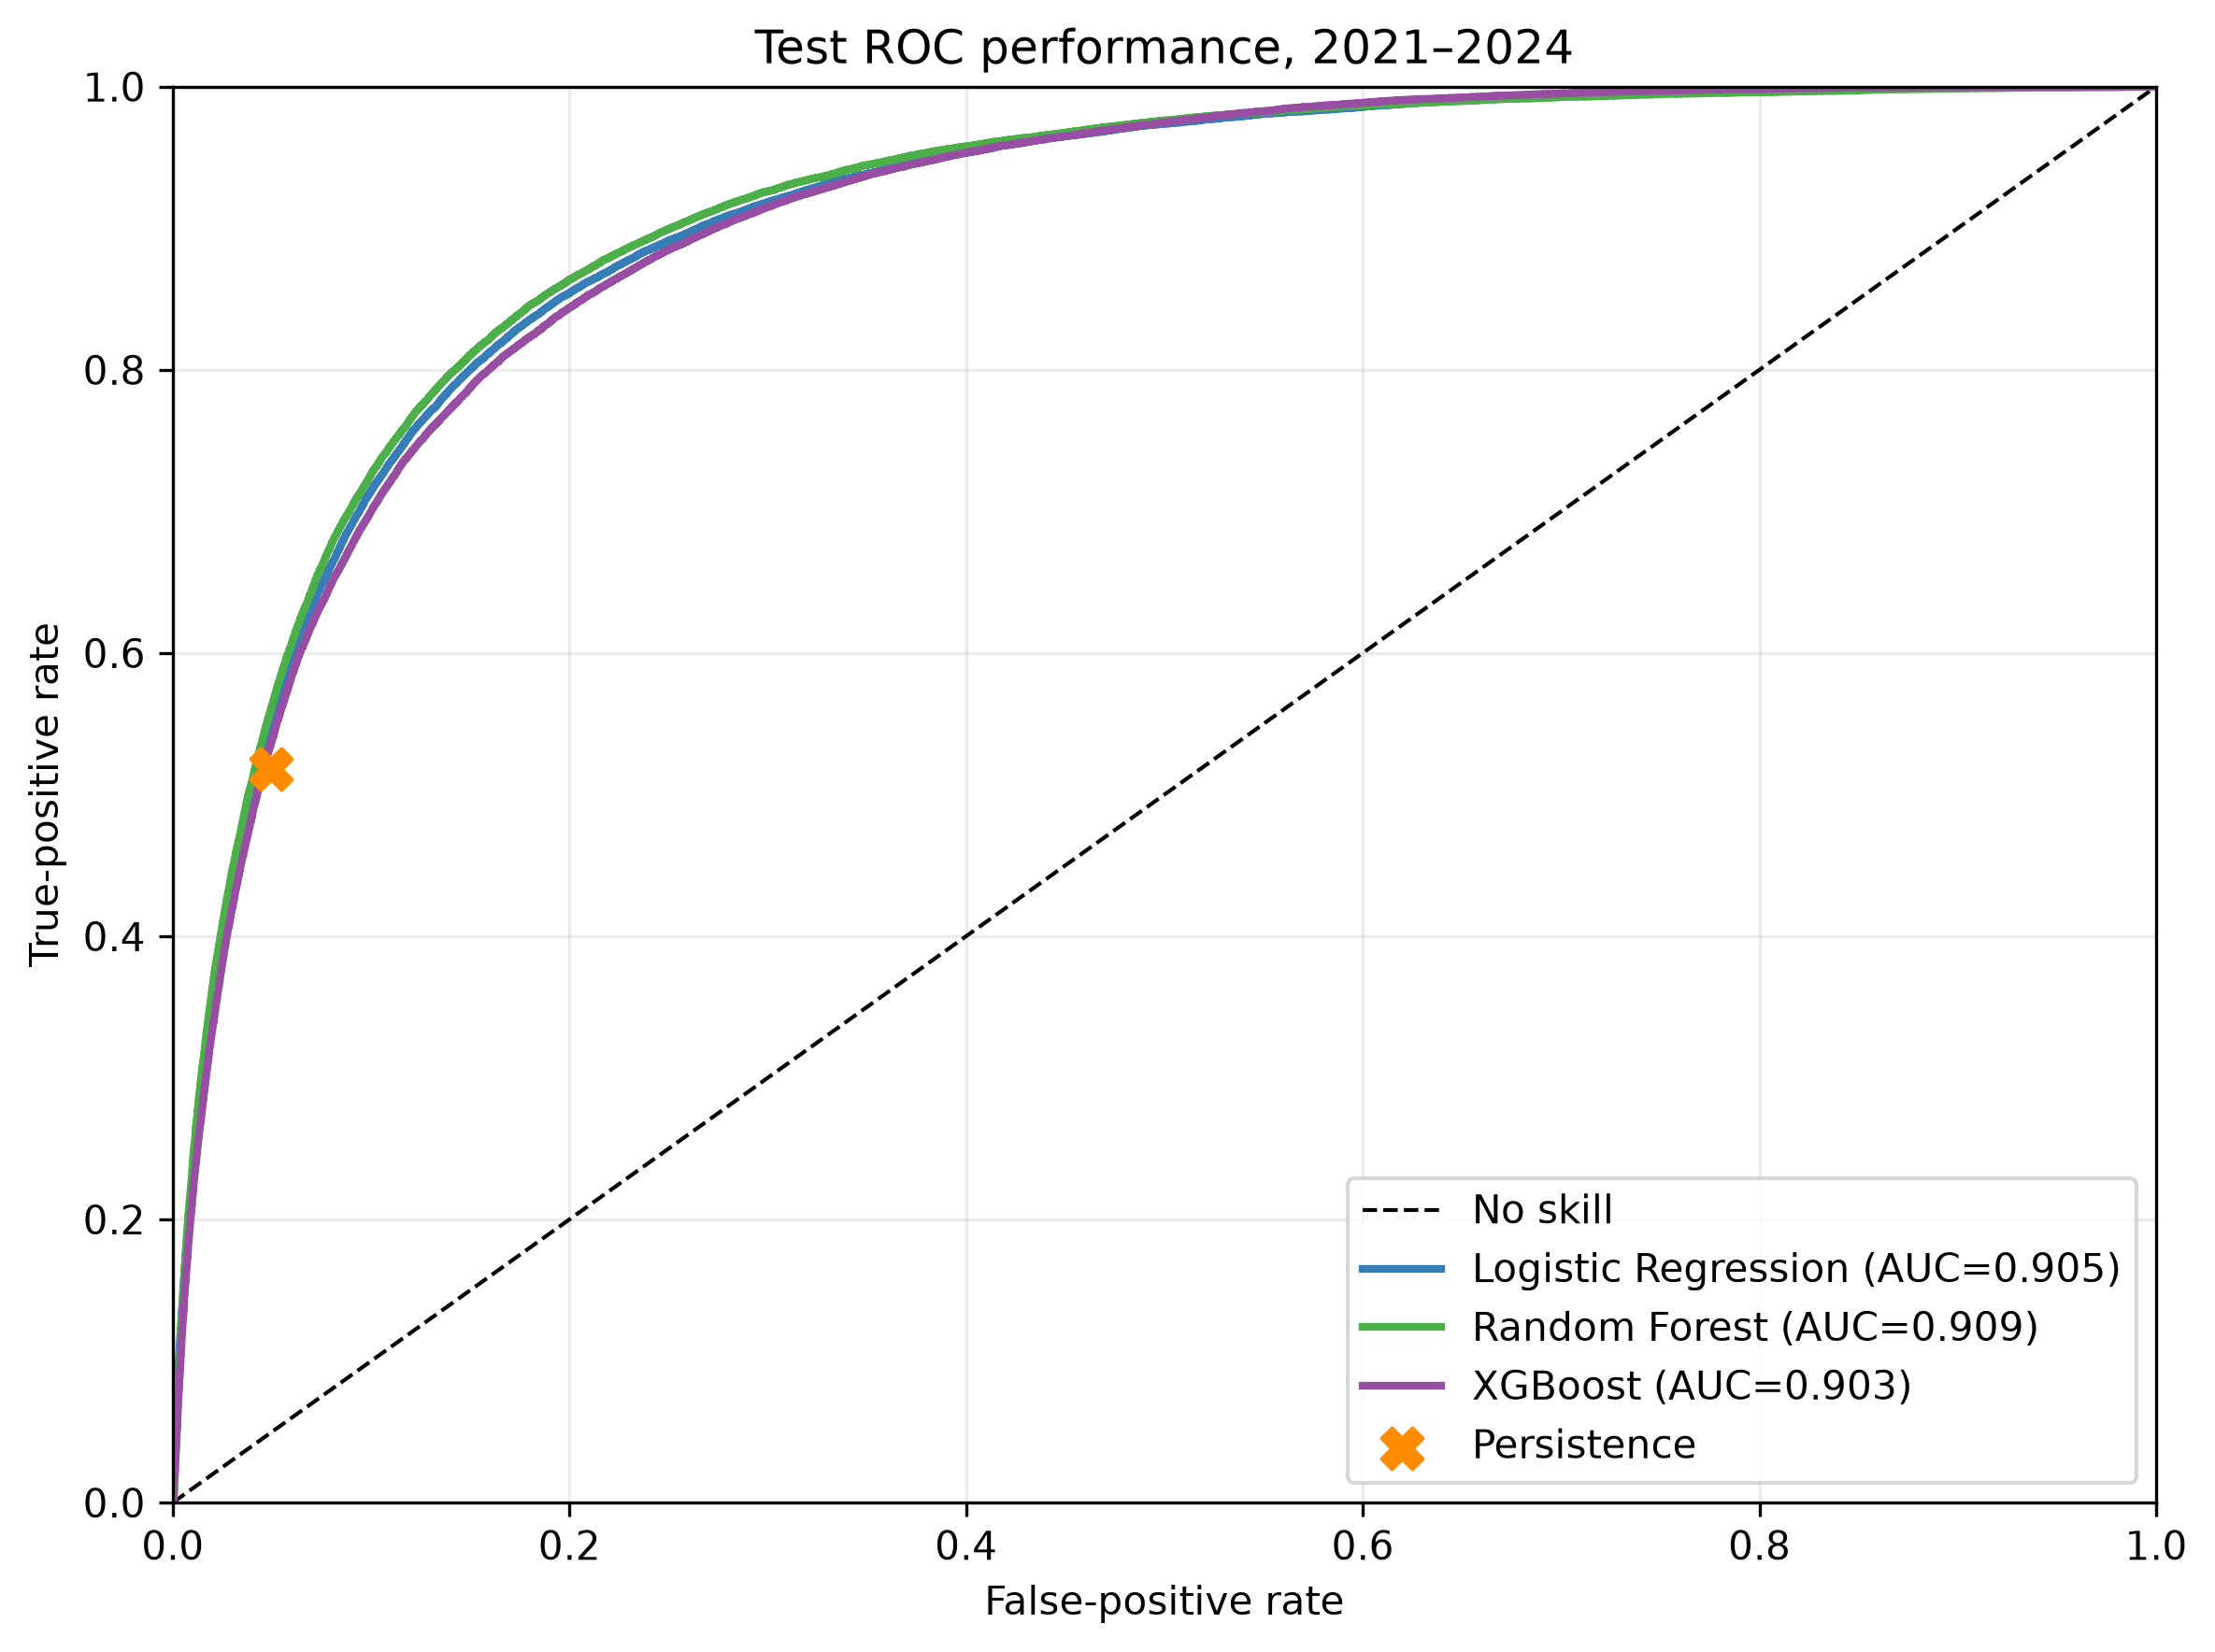 Test ROC performance, 2021–2024
1.0
0.8
0.6
0.4
0.2
0.0
True-positive rate
0.0 0.2 0.4 0.6 0.8 1.0
False-positive rate
No skill
Logistic Regression (AUC=0.905)
Random Forest (AUC=0.909)
XGBoost (AUC=0.903)
Persistence